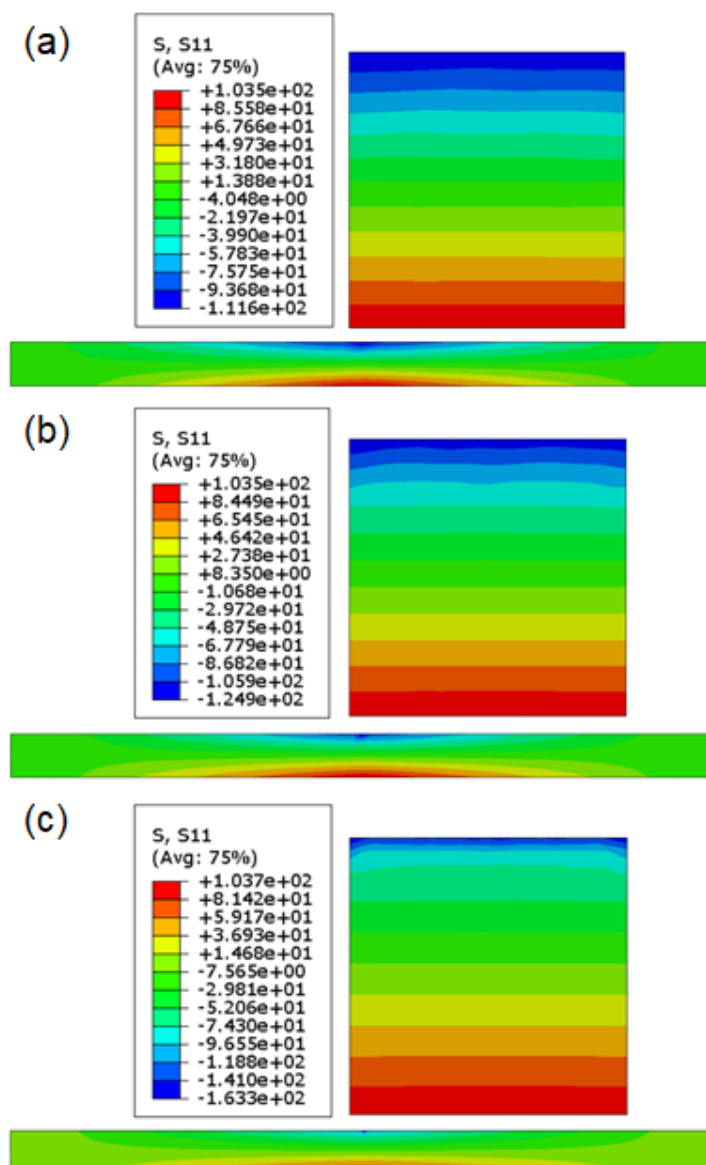 (a)
S, S11
(Avg: 75%)
+1.035e+02
+8.558e+01
+6.766e+01
+4.973e+01
+3.180e+01
+1.388e+01
-4.048e+00
-2.197e+01
-3.990e+01
-5.783e+01
-7.575e+01
-9.368e+01
-1.116e+02
(b)
S, S11
(Avg: 75%)
+1.035e+02
+8.449e+01
+6.545e+01
+4.642e+01
+2.738e+01
+8.350e+00
-1.068e+01
-2.972e+01
-4.875e+01
-6.779e+01
-8.682e+01
-1.059e+02
-1.249e+02
(c)
S, S11
(Avg: 75%)
+1.037e+02
+8.142e+01
+5.917e+01
+3.693e+01
+1.468e+01
-7.565e+00
-2.981e+01
-5.206e+01
-7.430e+01
-9.655e+01
-1.188e+02
-1.410e+02
-1.633e+02